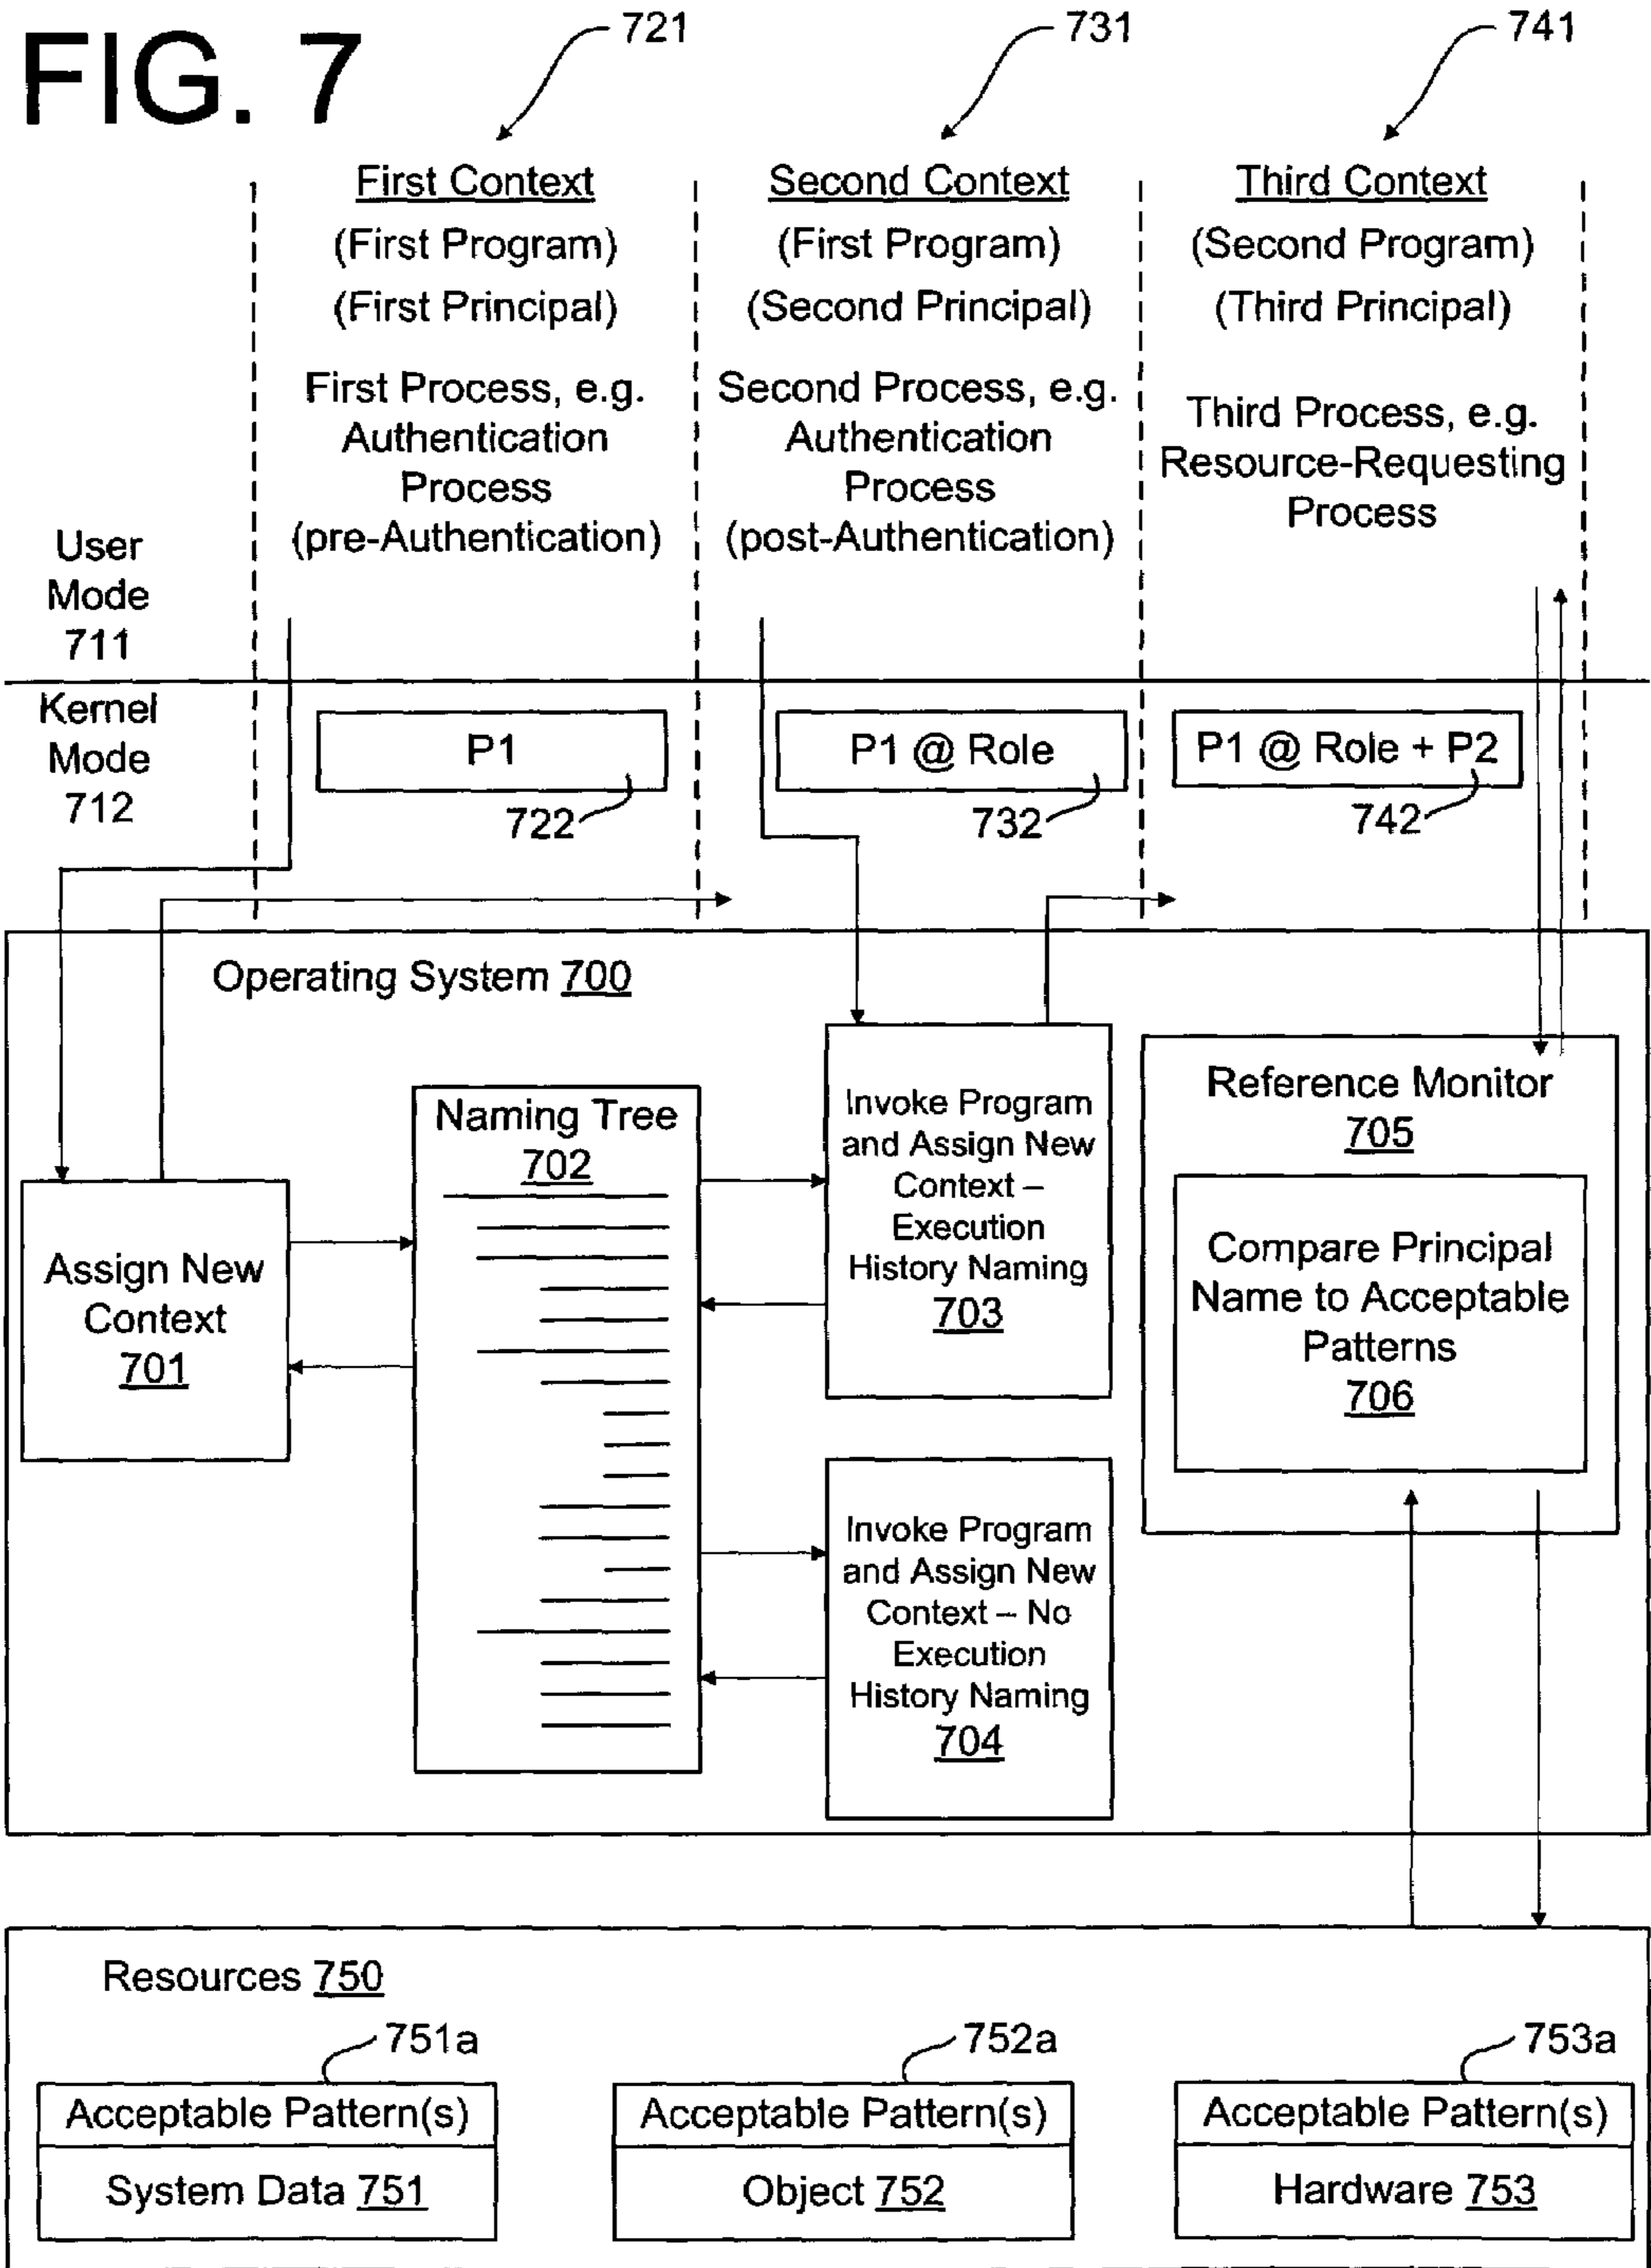 FIG. 7
721
731
741
First Context
(First Program)
(First Principal)
First Process, e.g.
Authentication
Process
(pre-Authentication)
Second Context
(First Program)
(Second Principal)
Second Process, e.g.
Authentication
Process
(post-Authentication)
Third Context
(Second Program)
(Third Principal)
Third Process, e.g.
Resource-Requesting
Process
User
Mode
711
Kernel
Mode
712
P1
722
P1 @ Role
732
P1 @ Role + P2
742
Operating System 700
Assign New
Context
701
Naming Tree
702
Invoke Program
and Assign New
Context –
Execution
History Naming
703
Invoke Program
and Assign New
Context – No
Execution
History Naming
704
Reference Monitor
705
Compare Principal
Name to Acceptable
Patterns
706
Resources 750
751a
Acceptable Pattern(s)
System Data 751
752a
Acceptable Pattern(s)
Object 752
753a
Acceptable Pattern(s)
Hardware 753